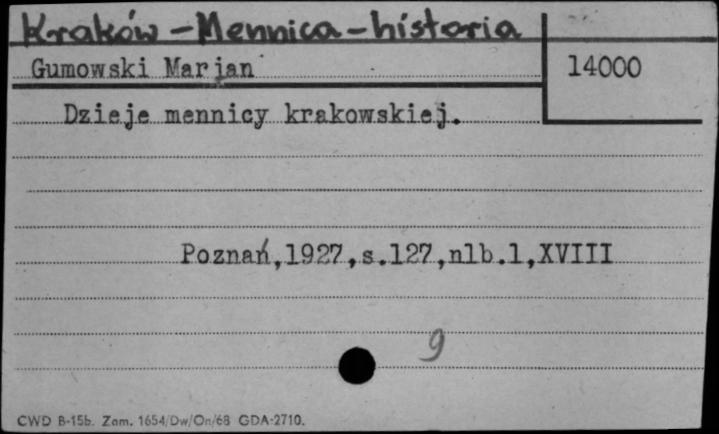 Kraków - Mennica - historia
Gumowski Marjan
14000
Dzieje mennicy krakowskiej.
Poznań,1927,s.127,nlb.1,XVIII
9
CWD B-15b. Zam. 1654/Dw/On/68 GDA-2710.